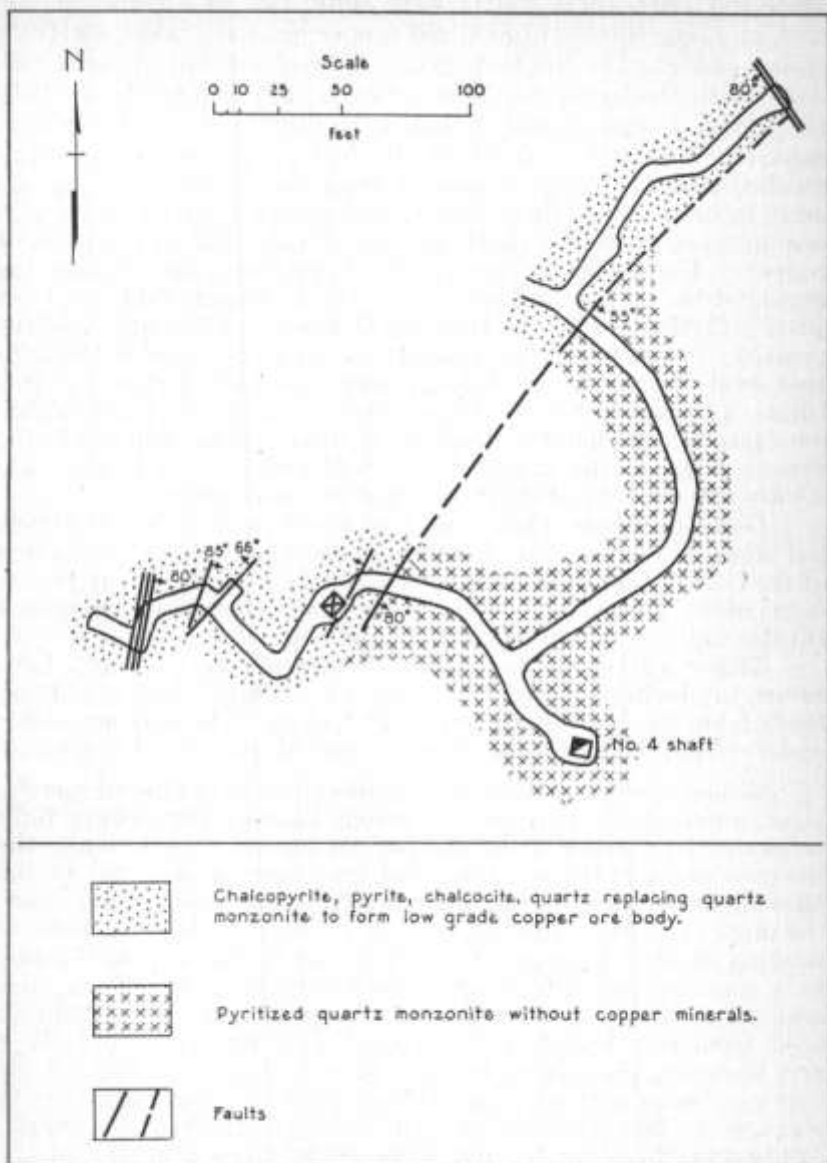 N
Scale
0 10 25 50 100
feet
80°
55°
80° 85° 66°
80°
No. 4 shaft
Chalcopyrite, pyrite, chalcocite, quartz replacing quartz
monzonite to form low grade copper ore body.
Pyritized quartz monzonite without copper minerals.
Faults